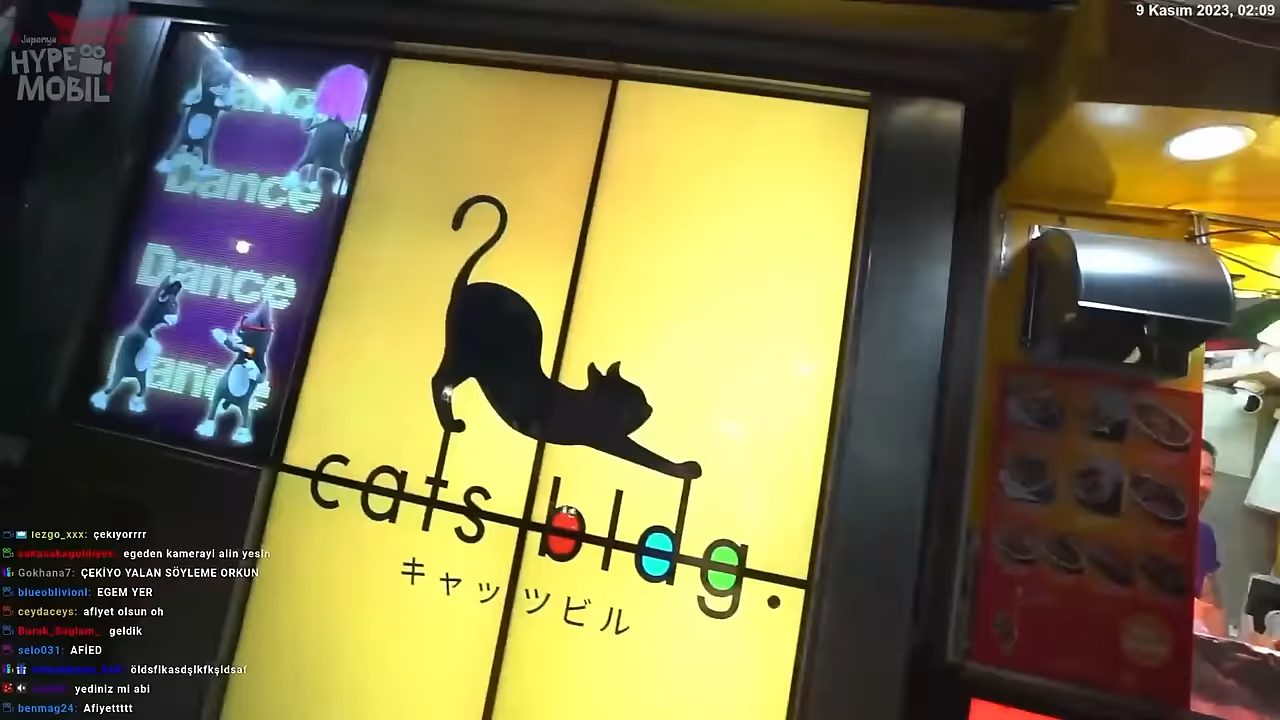 Japonya
HYPE
MOBIL
9 Kasım 2023, 02:09
Dance
Dance
cats bldg.
キャッツビル
lezgo_xxx: çekıyorrrr
egeden kamerayi alin yesin
Gokhana7: ÇEKİYO YALAN SÖYLEME ORKUN
blueoblivionl: EGEM YER
ceydaceys: afiyet olsun oh
Burak_Saglam_ geldik
selo031: AFİED
öldsflkasdşlkfkşldsaf
yediniz mi abi
benmag24: Afiyettttt